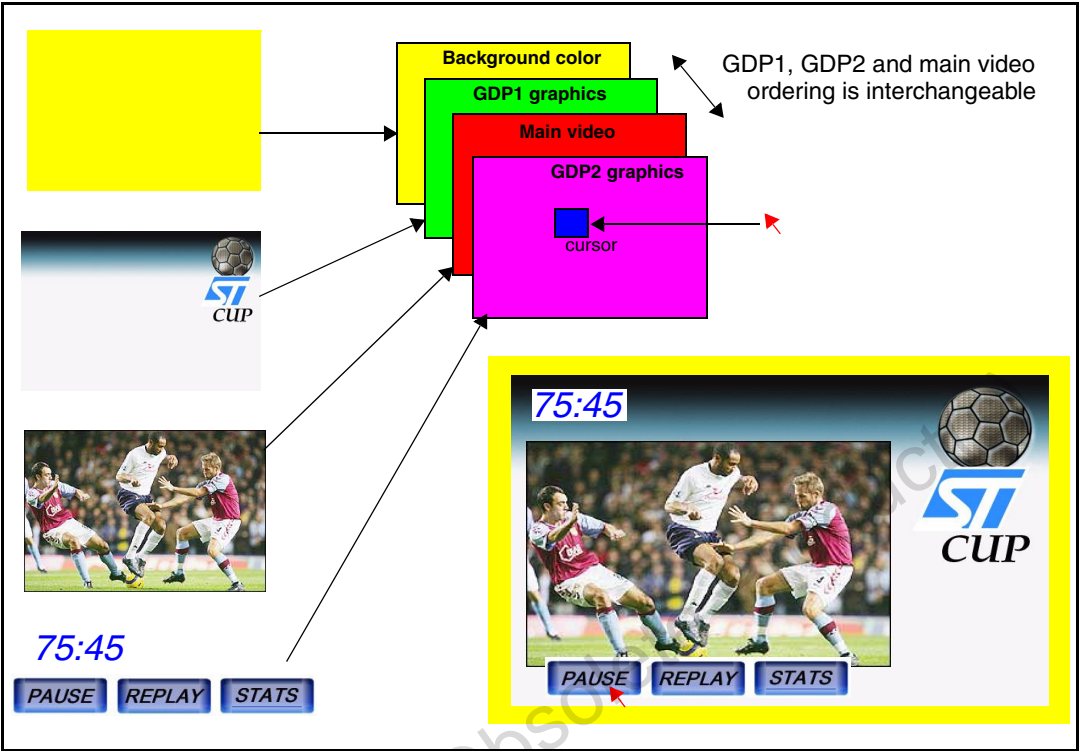 Background color
GDP1 graphics
Main video
GDP2 graphics
cursor
GDP1, GDP2 and main video
ordering is interchangeable
ST
CUP
75:45
PAUSE REPLAY STATS
75:45
ST
CUP
PAUSE REPLAY STATS